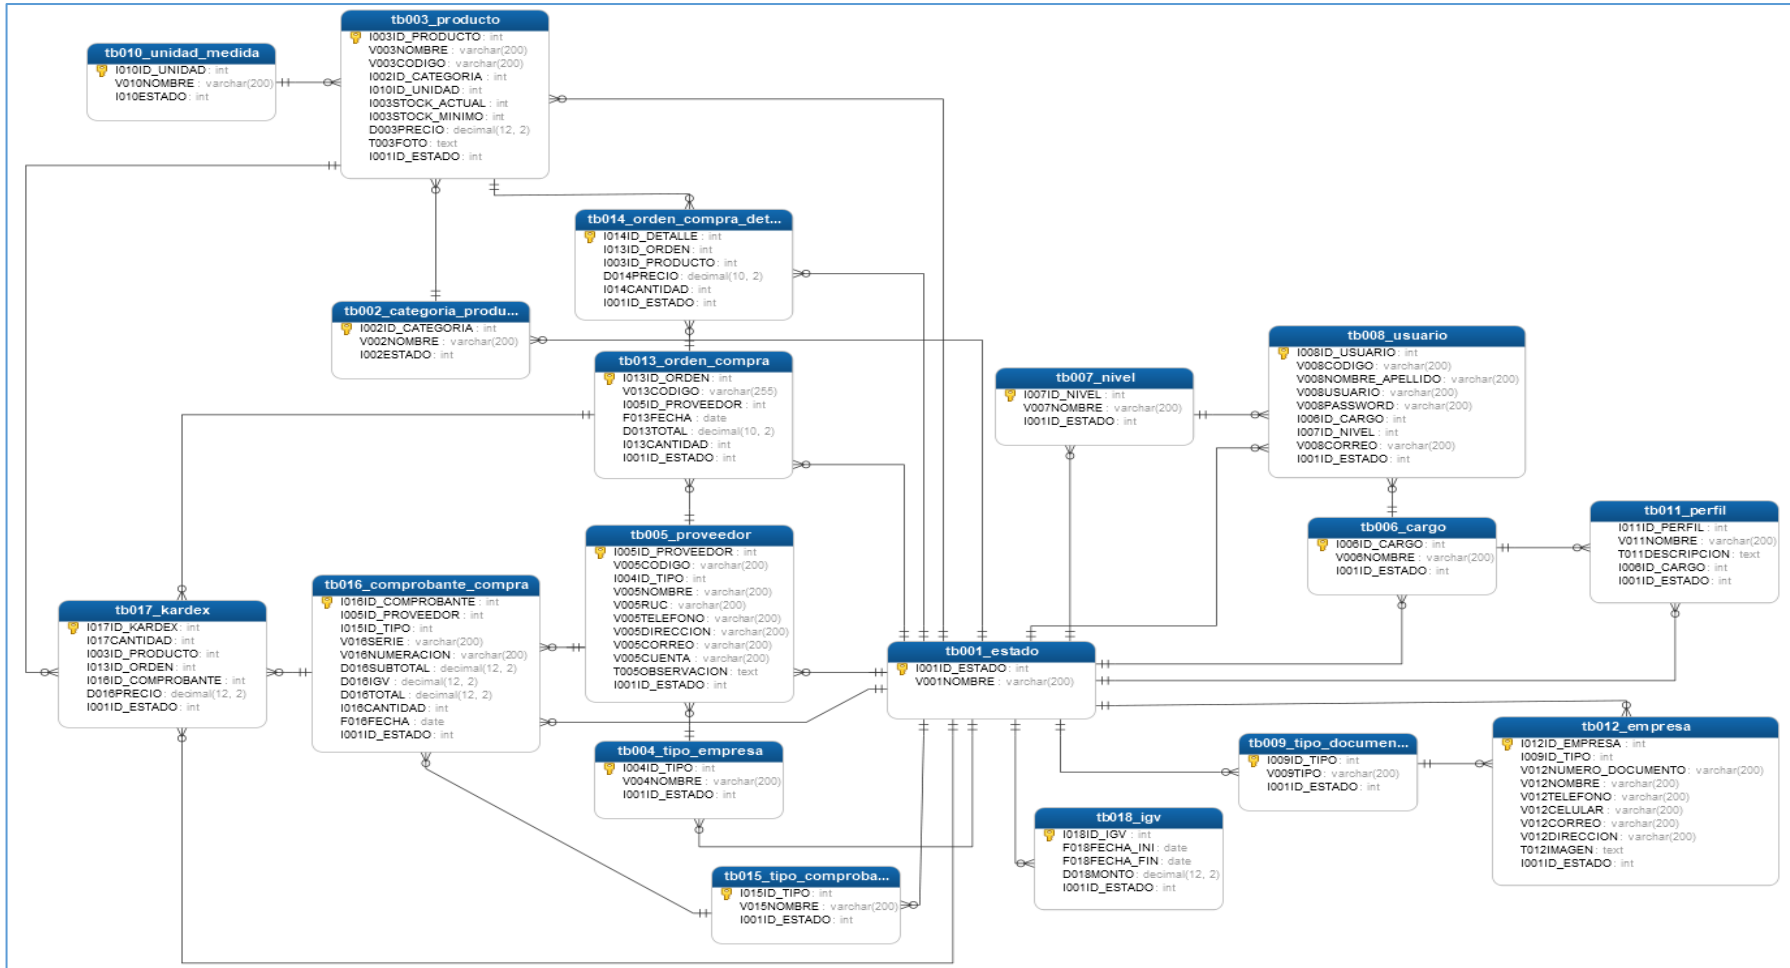 tb003_producto
I003ID_PRODUCTO : int
V003NOMBRE : varchar(200)
V003CODIGO : varchar(200)
I002ID_CATEGORIA : int
I010ID_UNIDAD : int
I003STOCK_ACTUAL : int
I003STOCK_MINIMO : int
D003PRECIO : decimal(12, 2)
T003FOTO : text
I001ID_ESTADO : int
tb010_unidad_medida
I010ID_UNIDAD : int
V010NOMBRE : varchar(200)
I010ESTADO : int
tb014_orden_compra_det...
I014ID_DETALLE : int
I013ID_ORDEN : int
I003ID_PRODUCTO : int
D014PRECIO : decimal(10, 2)
I014CANTIDAD : int
I001ID_ESTADO : int
tb002_categoria_produ...
I002ID_CATEGORIA : int
V002NOMBRE : varchar(200)
I002ESTADO : int
tb013_orden_compra
I013ID_ORDEN : int
V013CODIGO : varchar(255)
I005ID_PROVEEDOR : int
F013FECHA : date
D013TOTAL : decimal(10, 2)
I013CANTIDAD : int
I001ID_ESTADO : int
tb007_nivel
I007ID_NIVEL : int
V007NOMBRE : varchar(200)
I001ID_ESTADO : int
tb008_usuario
I008ID_USUARIO : int
V008CODIGO : varchar(200)
V008NOMBRE_APELLIDO : varchar(200)
V008USUARIO : varchar(200)
V008PASSWORD : varchar(200)
I006ID_CARGO : int
I007ID_NIVEL : int
V008CORREO : varchar(200)
I001ID_ESTADO : int
tb006_cargo
I006ID_CARGO : int
V006NOMBRE : varchar(200)
I001ID_ESTADO : int
tb011_perfil
I011ID_PERFIL : int
V011NOMBRE : varchar(200)
T011DESCRIPCION : text
I006ID_CARGO : int
I001ID_ESTADO : int
tb005_proveedor
I005ID_PROVEEDOR : int
V005CODIGO : varchar(200)
I004ID_TIPO : int
V005NOMBRE : varchar(200)
V005RUC : varchar(200)
V005TELEFONO : varchar(200)
V005DIRECCION : varchar(200)
V005CORREO : varchar(200)
V005CUENTA : varchar(200)
T005OBSERVACION : text
I001ID_ESTADO : int
tb016_comprobante_compra
I016ID_COMPROBANTE : int
I005ID_PROVEEDOR : int
I015ID_TIPO : int
V016SERIE : varchar(200)
V016NUMERACION : varchar(200)
D016SUBTOTAL : decimal(12, 2)
D016IGV : decimal(12, 2)
D016TOTAL : decimal(12, 2)
I016CANTIDAD : int
F016FECHA : date
I001ID_ESTADO : int
tb017_kardex
I017ID_KARDEX : int
I017CANTIDAD : int
I003ID_PRODUCTO : int
I013ID_ORDEN : int
I016ID_COMPROBANTE : int
D016PRECIO : decimal(12, 2)
I001ID_ESTADO : int
tb001_estado
I001ID_ESTADO : int
V001NOMBRE : varchar(200)
tb004_tipo_empresa
I004ID_TIPO : int
V004NOMBRE : varchar(200)
I001ID_ESTADO : int
tb009_tipo_documen...
I009ID_TIPO : int
V009TIPO : varchar(200)
I001ID_ESTADO : int
tb012_empresa
I012ID_EMPRESA : int
I009ID_TIPO : int
V012NUMERO_DOCUMENTO : varchar(200)
V012NOMBRE : varchar(200)
V012TELEFONO : varchar(200)
V012CELULAR : varchar(200)
V012CORREO : varchar(200)
V012DIRECCION : varchar(200)
T012IMAGEN : text
I001ID_ESTADO : int
tb018_igv
I018ID_IGV : int
F018FECHA_INI : date
F018FECHA_FIN : date
D018MONTO : decimal(12, 2)
I001ID_ESTADO : int
tb015_tipo_comproba...
I015ID_TIPO : int
V015NOMBRE : varchar(200)
I001ID_ESTADO : int